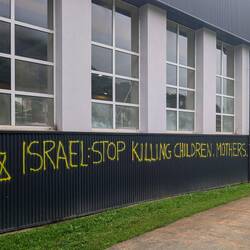 ISRAEL: STOP KILLING CHILDREN. MOTHERS.